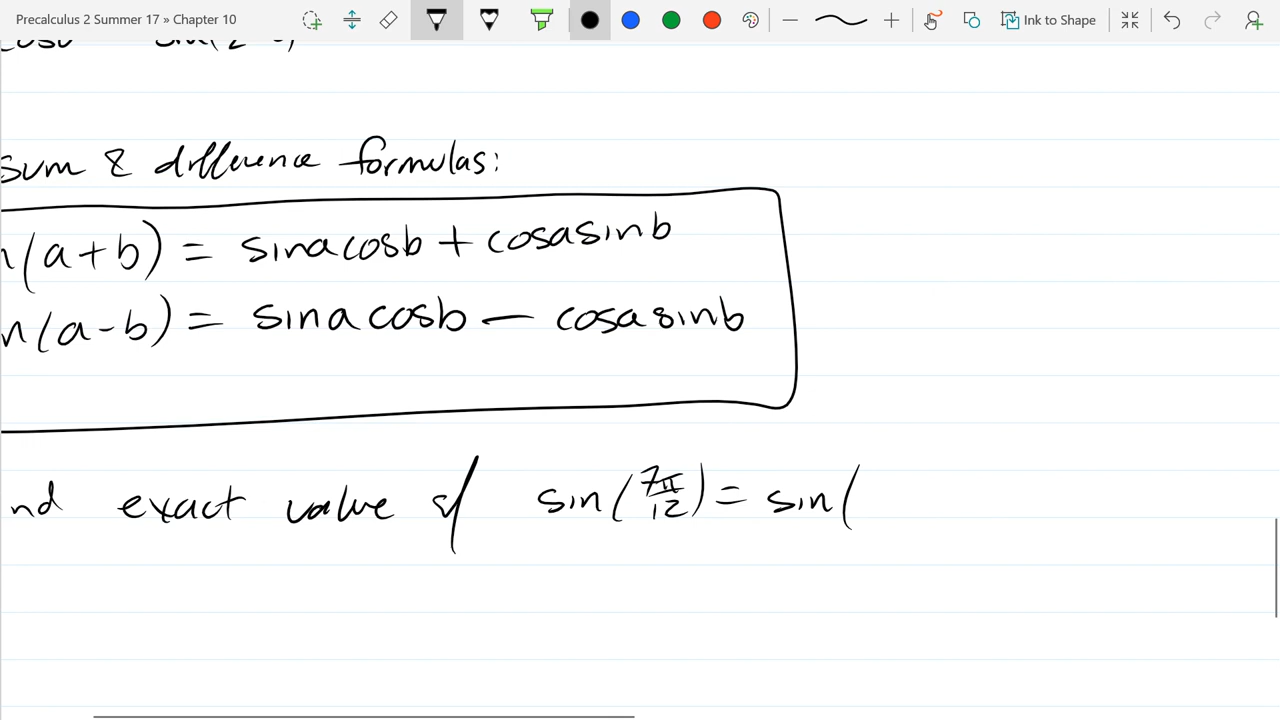 Precalculus 2 Summer 17 » Chapter 10
Ink to Shape
sum & difference formulas:
n(a+b) = sinacosb + cosasinb
n(a-b) = sinacosb - cosasinb
nd exact value of sin(7π/12) = sin(